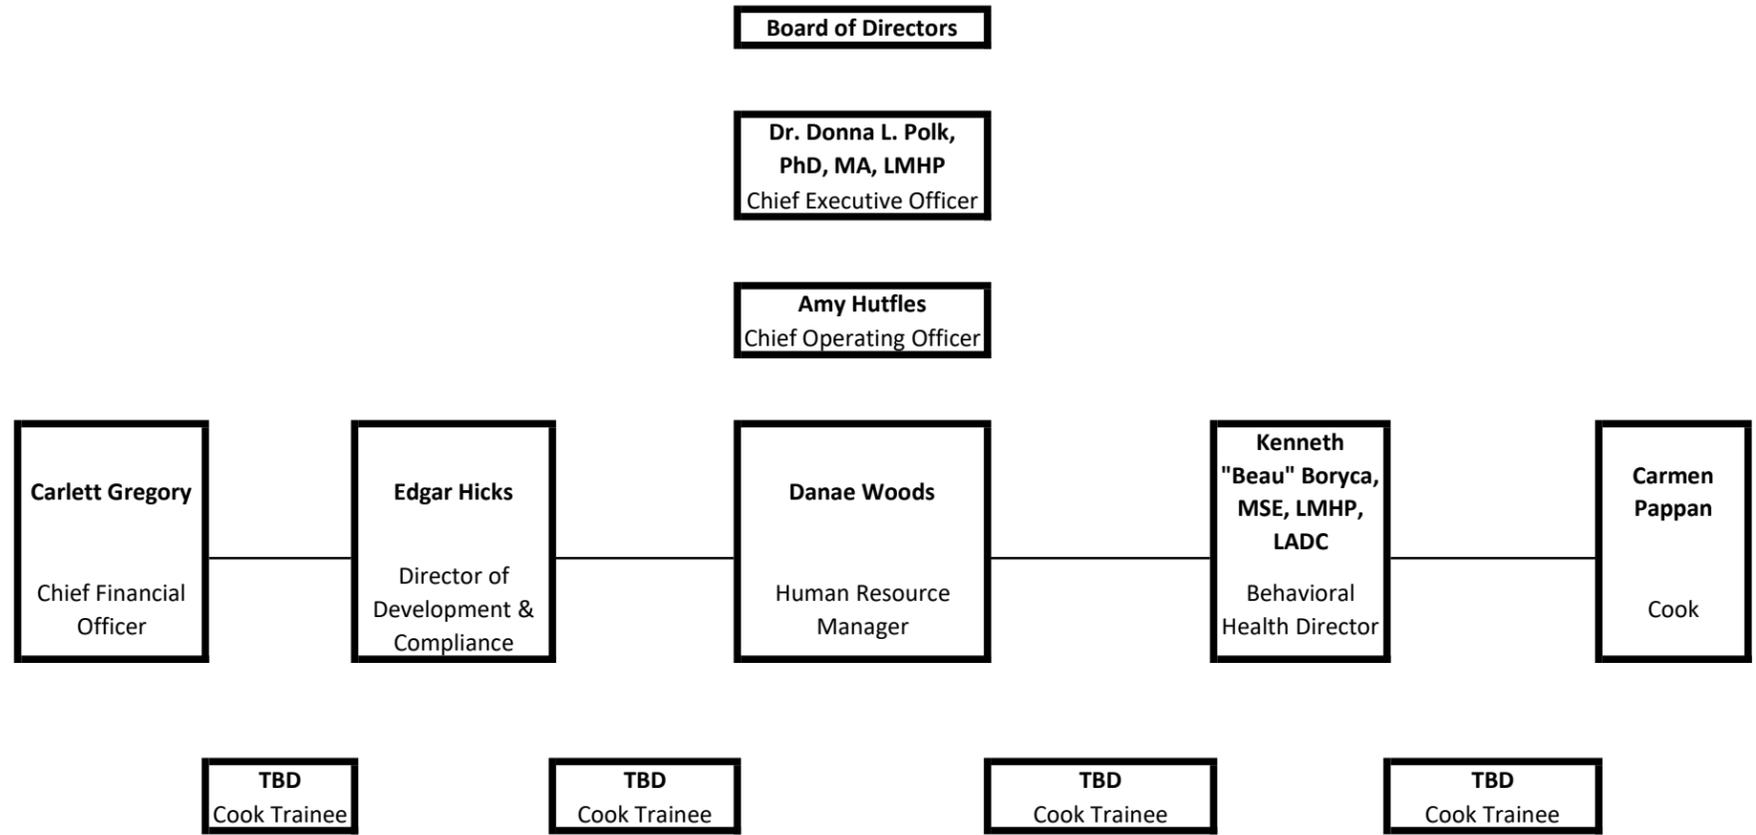 Board of Directors
Dr. Donna L. Polk,
PhD, MA, LMHP
Chief Executive Officer
Amy Hutfles
Chief Operating Officer
Carlett Gregory
Chief Financial
Officer
Edgar Hicks
Director of
Development &
Compliance
Danae Woods
Human Resource
Manager
Kenneth
"Beau" Boryca,
MSE, LMHP,
LADC
Behavioral
Health Director
Carmen
Pappan
Cook
TBD
Cook Trainee
TBD
Cook Trainee
TBD
Cook Trainee
TBD
Cook Trainee